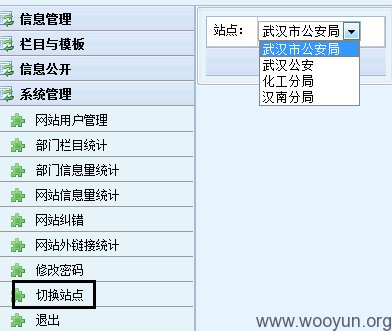 信息管理
栏目与模板
信息公开
系统管理
网站用户管理
部门栏目统计
部门信息量统计
网站信息量统计
网站纠错
网站外链接统计
修改密码
切换站点
退出
站点： 武汉市公安局
武汉市公安局
武汉公安
化工分局
汉南分局
www.wooyun.org